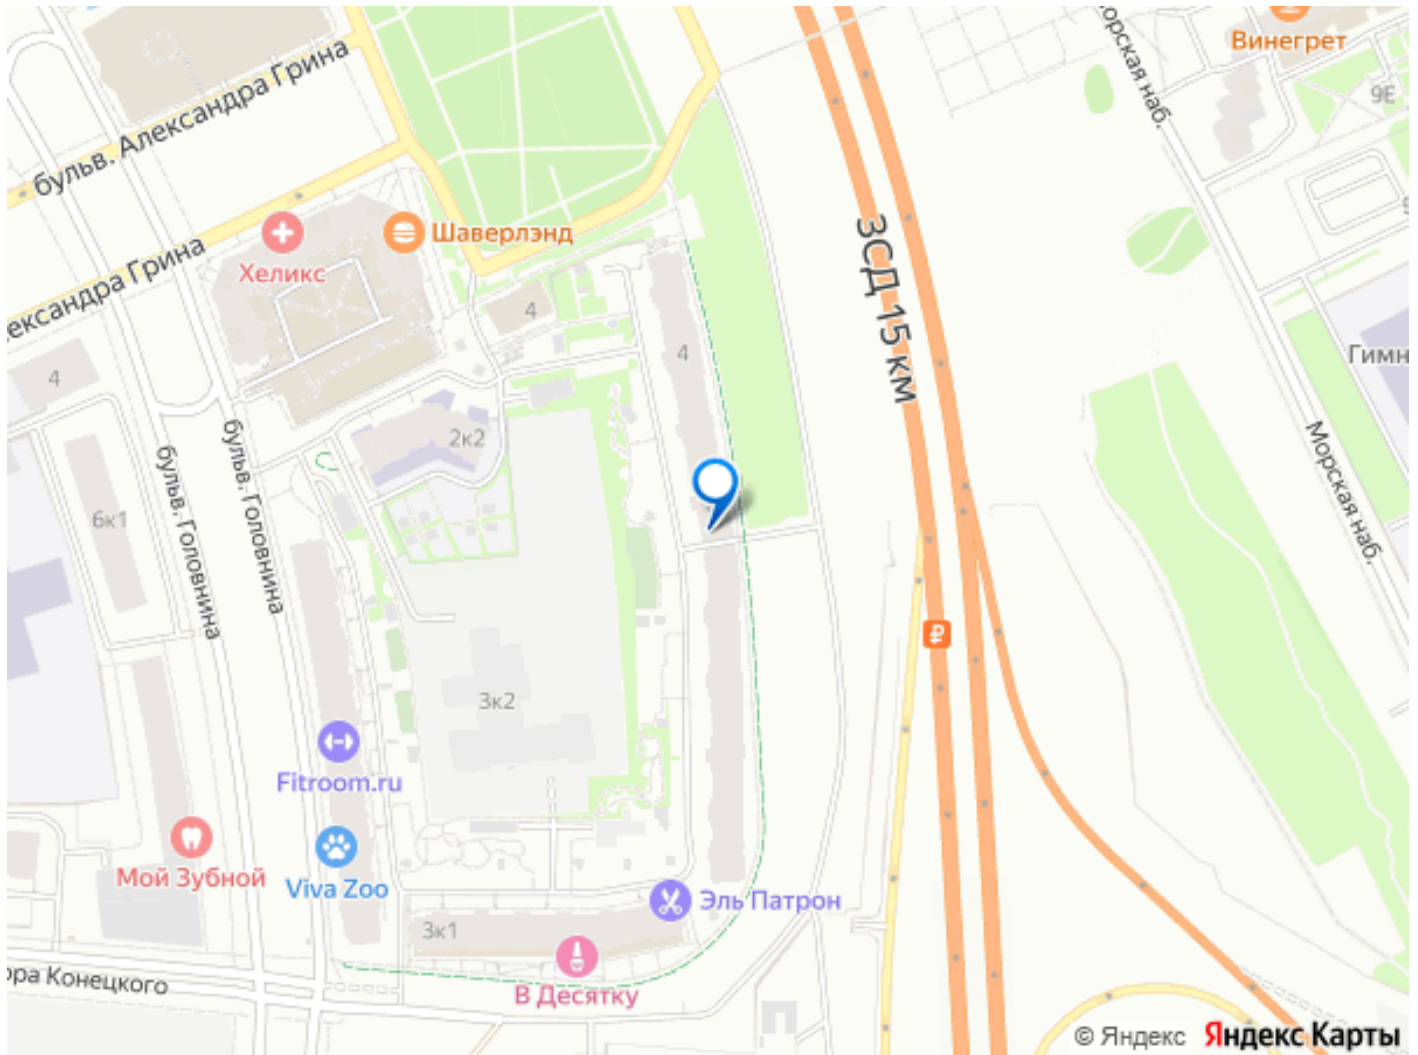 Винегрет
орская наб.
9Е
бульв. Александра Грина
Хеликс
Шаверлэнд
ександра Грина
ЗСД 15 км
4
4
4
Гимн
2к2
бульв. Головнина
бульв. Головнина
Морская наб.
6к1
3к2
Fitroom.ru
Мой Зубной
Viva Zoo
Эль Патрон
3к1
ора Конецкого
В Десятку
© Яндекс Яндекс Карты